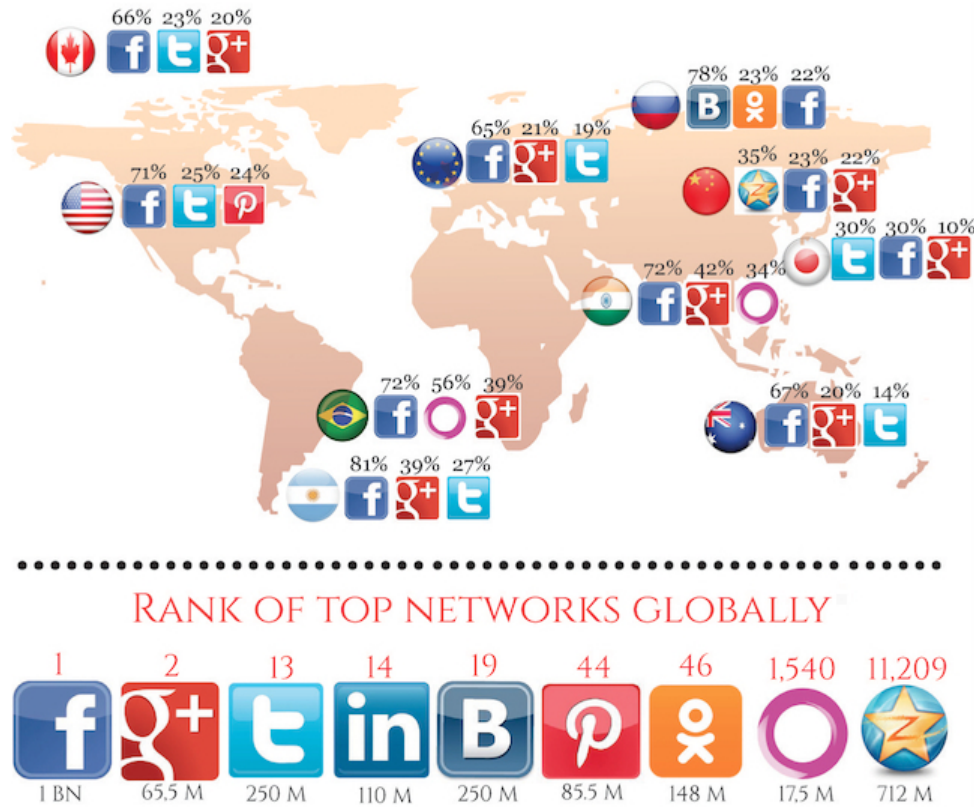 66% 23% 20%
f t g+
78% 23% 22%
B f
65% 21% 19%
f g+ t
35% 23% 22%
Z f g+
71% 25% 24%
f t P
30% 30% 10%
t f g+
72% 42% 34%
f g+
72% 56% 39%
f g+
67% 20% 14%
f g+ t
81% 39% 27%
f g+ t
RANK OF TOP NETWORKS GLOBALLY
1 2 13 14 19 44 46 1,540 11,209
f g+ t in B P Z
1 BN 65,5 M 250 M 110 M 250 M 85.5 M 148 M 17,5 M 712 M